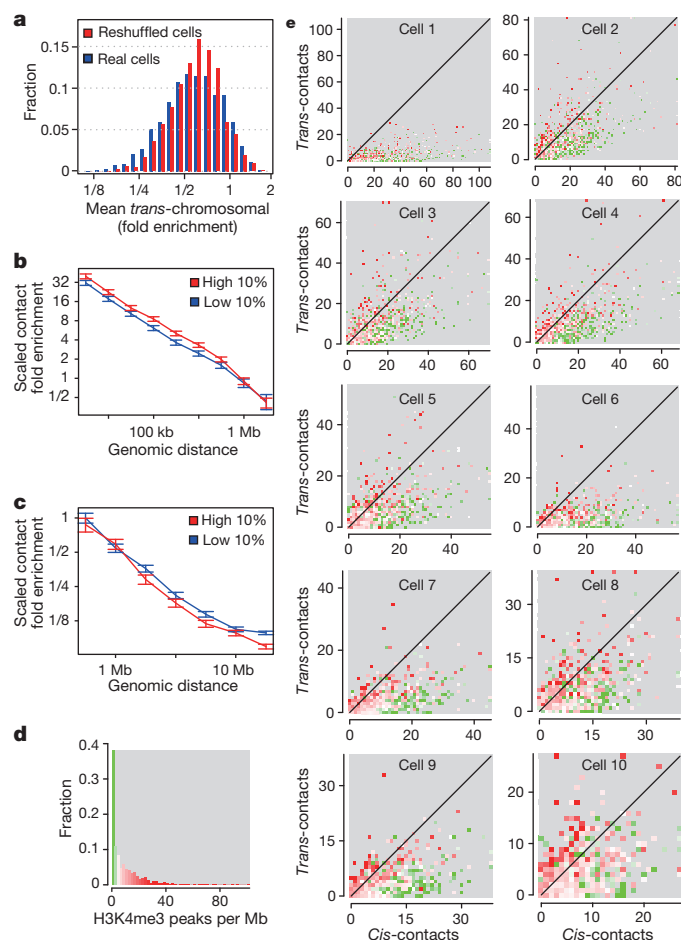 a
Reshuffled cells
Real cells
Fraction
0.15
0.10
0.05
0
1/8 1/4 1/2 1 2
Mean trans-chromosomal
(fold enrichment)
b
High 10%
Low 10%
Scaled contact
fold enrichment
32
16
8
4
2
1
1/2
100 kb 1 Mb
Genomic distance
c
High 10%
Low 10%
Scaled contact
fold enrichment
1
1/2
1/4
1/8
1 Mb 10 Mb
Genomic distance
d
Fraction
0.4
0.3
0.2
0.1
0
0 20 40 60 80
H3K4me3 peaks per Mb
e
Cell 1
Trans-contacts
100
80
60
40
20
0
0 20 40 60 80 100
Cell 2
80
60
40
20
0
0 20 40 60 80
Cell 3
Trans-contacts
60
40
20
0
0 20 40 60
Cell 4
60
40
20
0
0 20 40 60
Cell 5
Trans-contacts
40
20
0
0 20 40
Cell 6
40
20
0
0 20 40
Cell 7
Trans-contacts
40
20
0
0 20 40
Cell 8
30
15
0
0 15 30
Cell 9
Trans-contacts
30
15
0
0 15 30
Cis-contacts
Cell 10
20
10
0
0 10 20
Cis-contacts